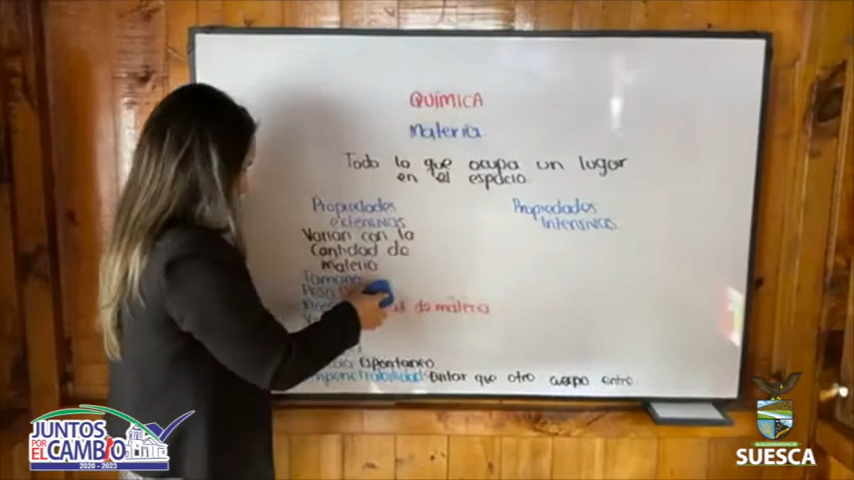 QUÍMICA
Materia
Todo lo que ocupa un lugar
en el espacio
Propiedades
extensivas
Propiedades
Intensivas
Varian con la
Cantidad de
materia
Tamaño
Peso
de materia
Espontaneo
Impenetrabilidad Evitar que otro cuerpo entre
JUNTOS
POR EL CAMBIO
2020 - 2023
SUESCA